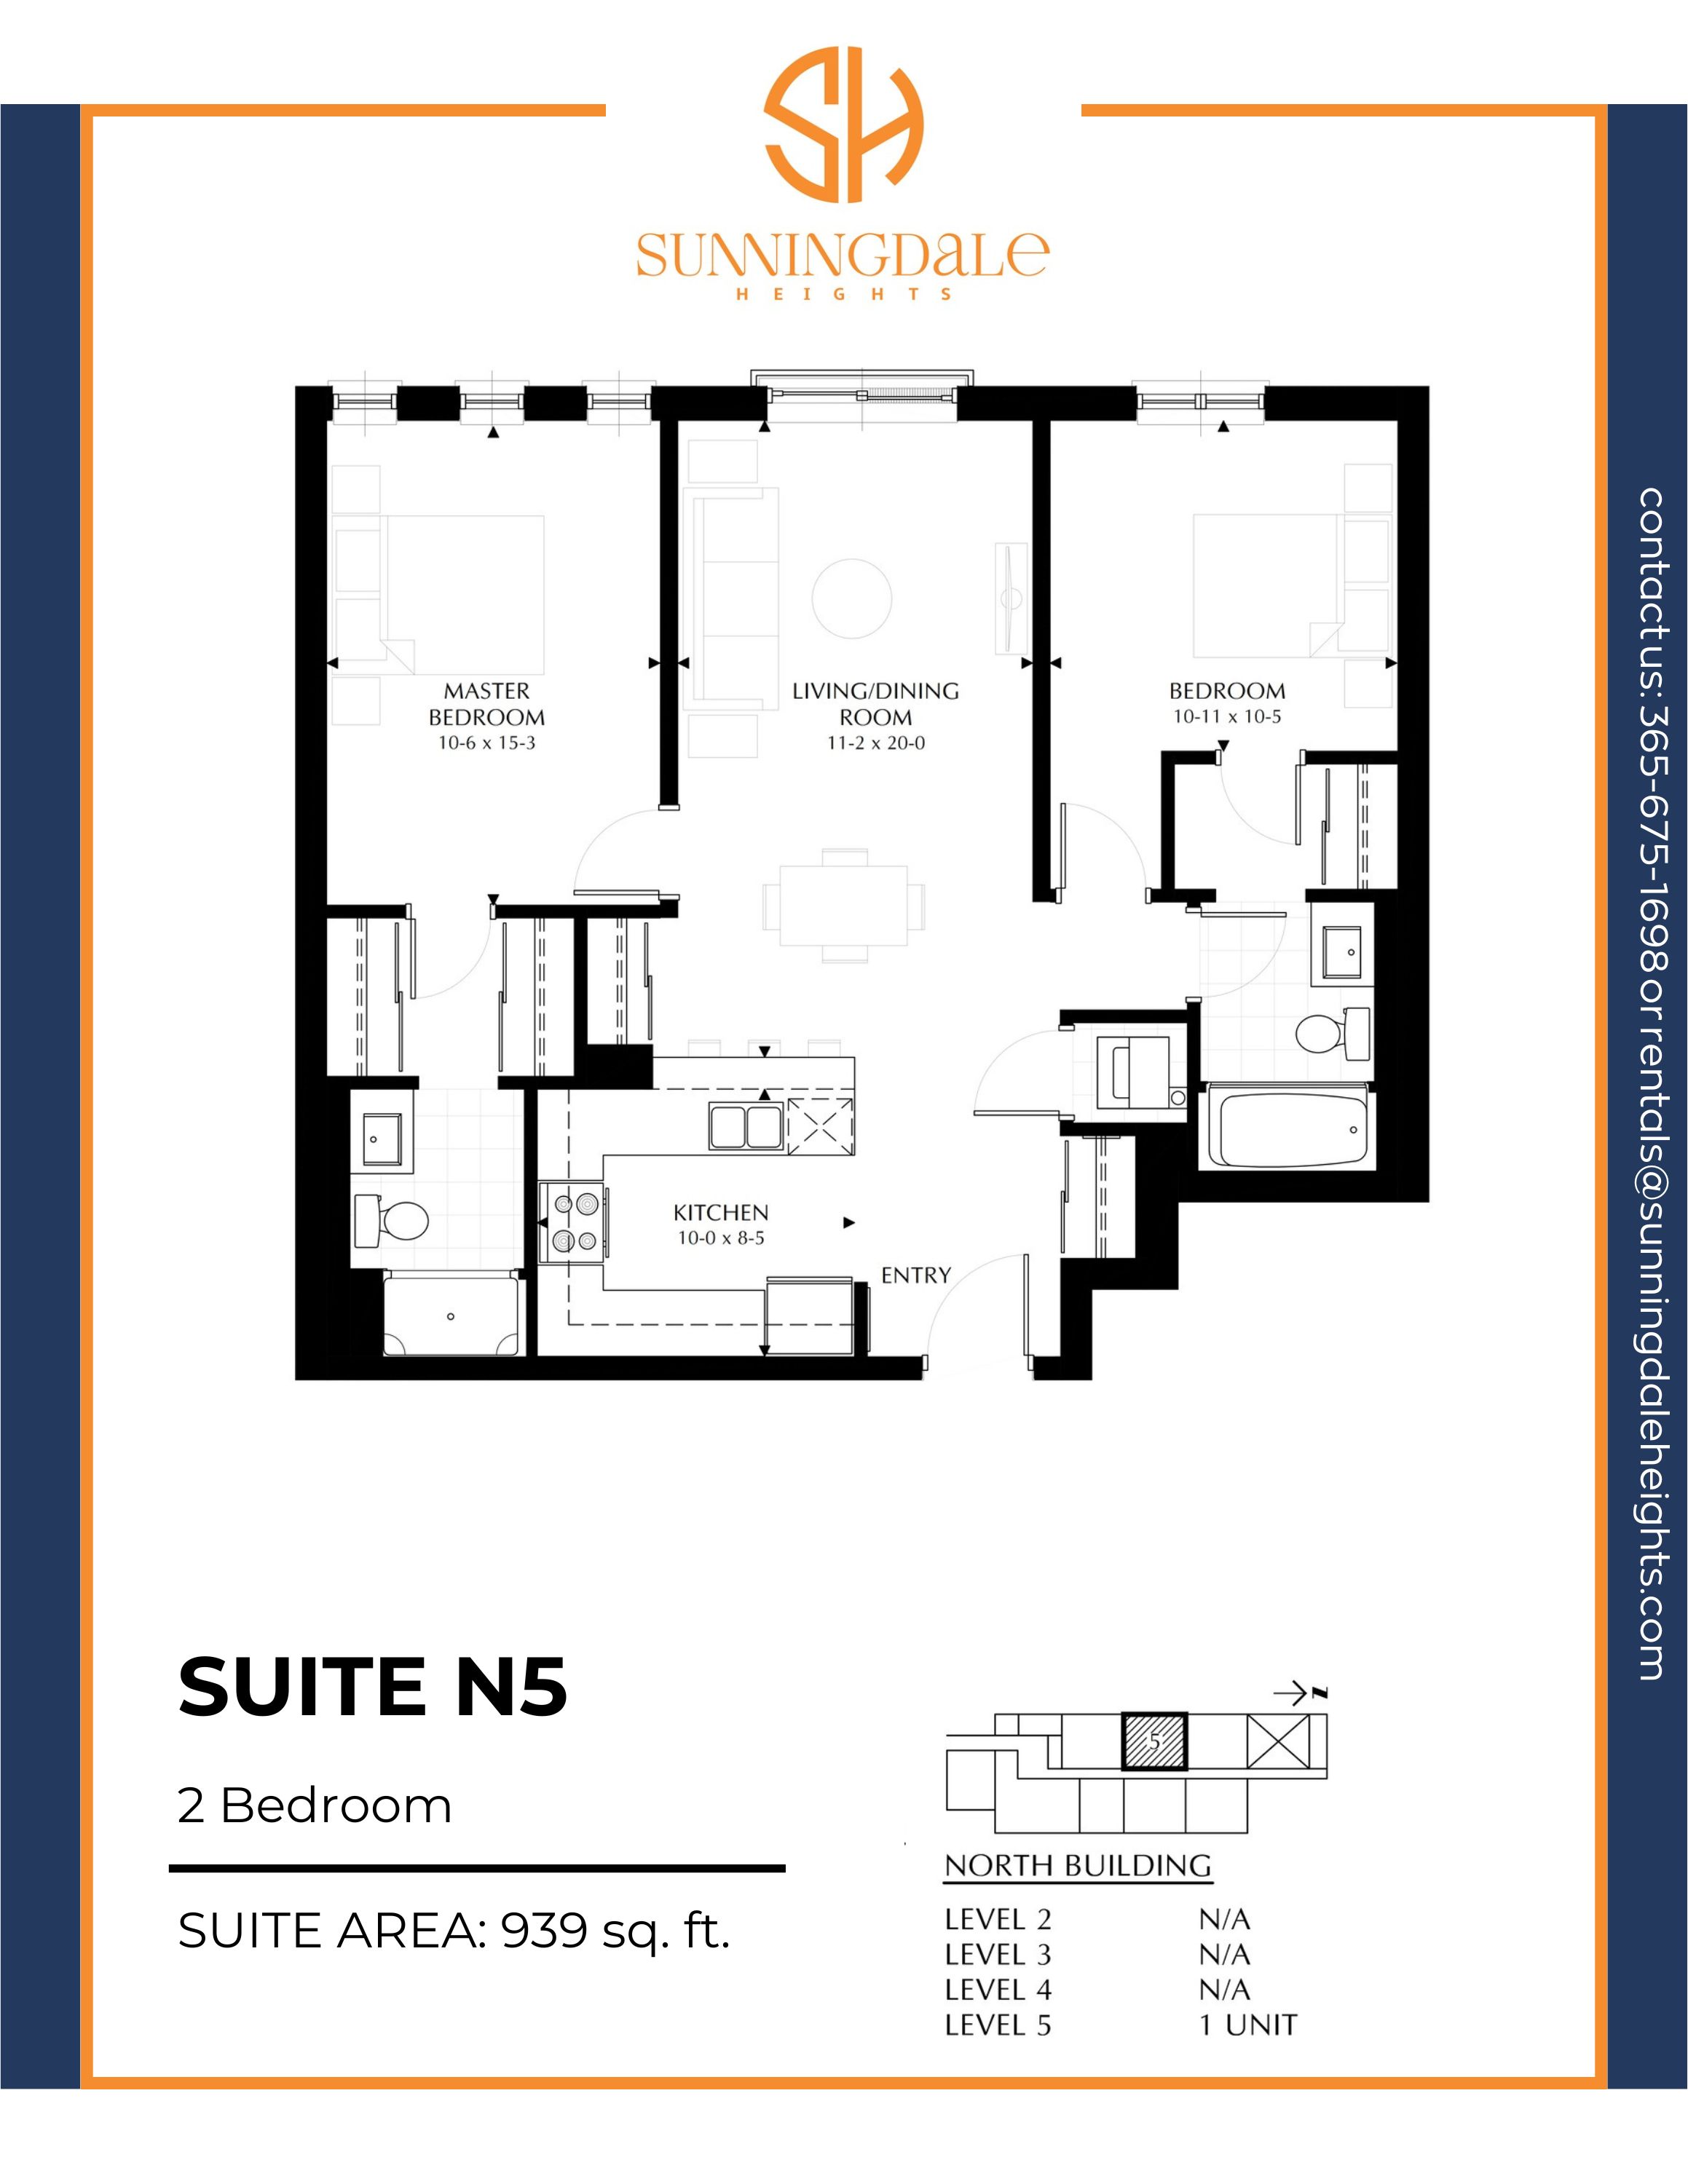 SUNNINGDALE
HEIGHTS
MASTER
BEDROOM
10-6 x 15-3
LIVING/DINING
ROOM
11-2 x 20-0
BEDROOM
10-11 x 10-5
KITCHEN
10-0 x 8-5
ENTRY
contact us: 365-675-1698 or rentals@sunningdaleheights.com
SUITE N5
2 Bedroom
SUITE AREA: 939 sq. ft.
z
5
NORTH BUILDING
LEVEL 2 N/A
LEVEL 3 N/A
LEVEL 4 N/A
LEVEL 5 1 UNIT